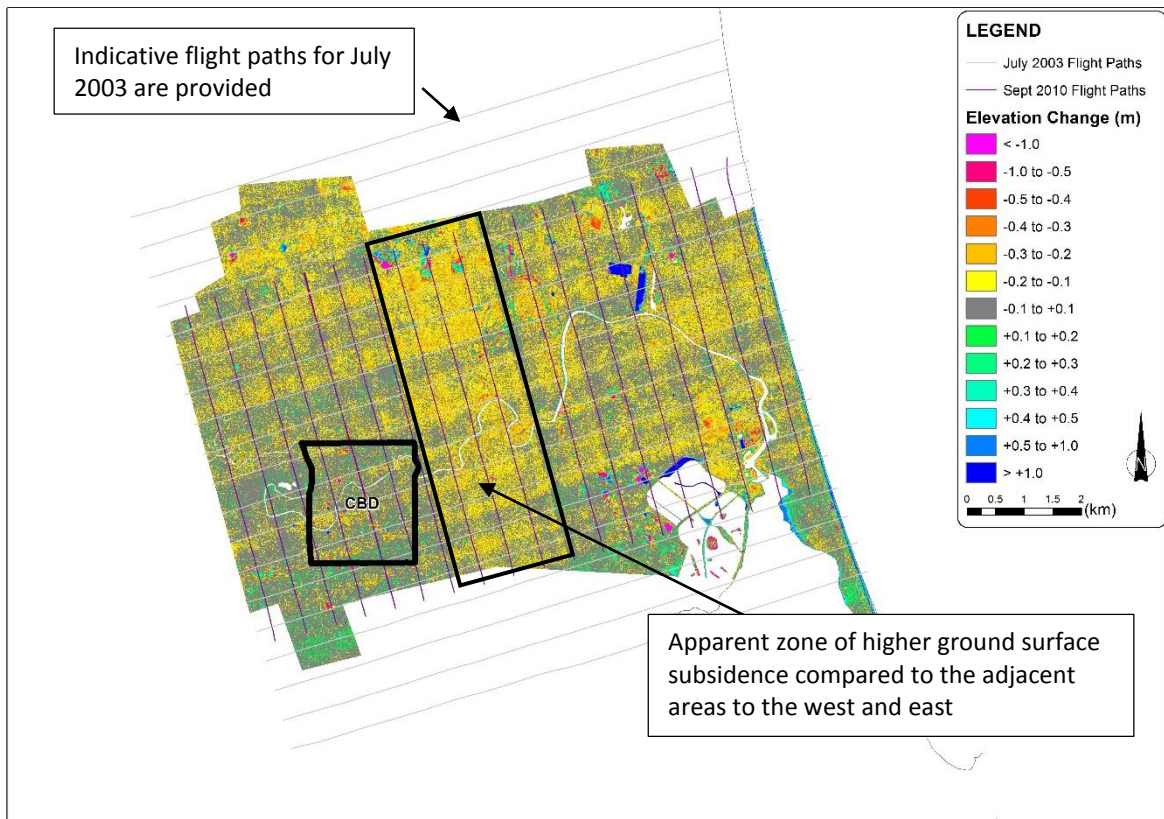 Indicative flight paths for July
2003 are provided
LEGEND
July 2003 Flight Paths
Sept 2010 Flight Paths
Elevation Change (m)
< -1.0
-1.0 to -0.5
-0.5 to -0.4
-0.4 to -0.3
-0.3 to -0.2
-0.2 to -0.1
-0.1 to +0.1
+0.1 to +0.2
+0.2 to +0.3
+0.3 to +0.4
+0.4 to +0.5
+0.5 to +1.0
> +1.0
N
0 0.5 1 1.5 2
(km)
CBD
Apparent zone of higher ground surface
subsidence compared to the adjacent
areas to the west and east